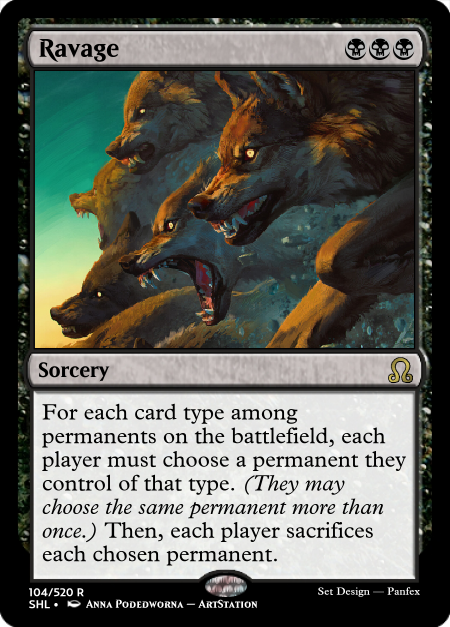 Ravage
Sorcery
For each card type among
permanents on the battlefield, each
player must choose a permanent they
control of that type. (They may
choose the same permanent more than
once.) Then, each player sacrifices
each chosen permanent.
104/520 R
Set Design — Panfex
SHL • Anna Podedworna — ArtStation